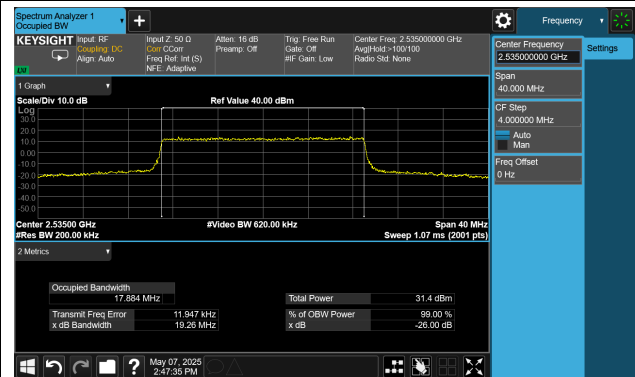 Spectrum Analyzer 1
Occupied BW
+
Frequency
KEYSIGHT
Input: RF
Coupling: DC
Align: Auto
Input Z: 50 Ω
Corr CCorr
Freq Ref: Int (S)
NFE: Adaptive
Atten: 16 dB
Preamp: Off
Trig: Free Run
Gate: Off
#IF Gain: Low
Center Freq: 2.535000000 GHz
Avg|Hold:>100/100
Radio Std: None
Center Frequency
2.535000000 GHz
Settings
Span
40.000 MHz
CF Step
4.000000 MHz
Auto
Man
Freq Offset
0 Hz
1 Graph
Scale/Div 10.0 dB
Ref Value 40.00 dBm
Log
30.0
20.0
10.0
0.00
-10.0
-20.0
-30.0
-40.0
-50.0
Center 2.53500 GHz
#Video BW 620.00 kHz
Span 40 MHz
#Res BW 200.00 kHz
Sweep 1.07 ms (2001 pts)
2 Metrics
Occupied Bandwidth
17.884 MHz
Total Power 31.4 dBm
Transmit Freq Error 11.947 kHz
% of OBW Power 99.00 %
x dB Bandwidth 19.26 MHz
x dB -26.00 dB
?
May 07, 2025
2:47:35 PM